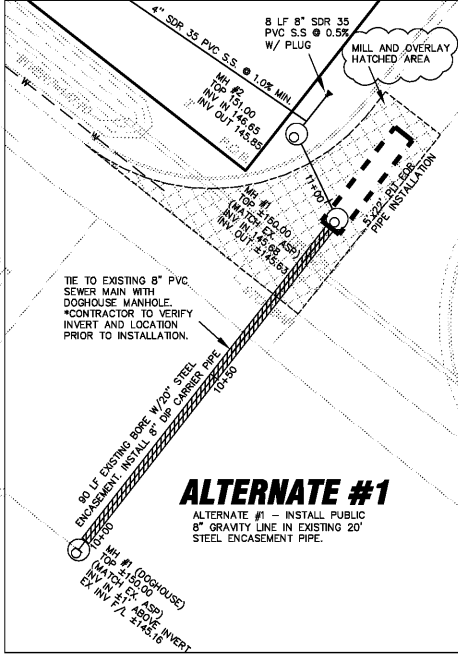 4" SDR 35 PVC S.S. @ 1.0% MIN.
8 LF 8" SDR 35
PVC S.S @ 0.5%
W/ PLUG
MILL AND OVERLAY
HATCHED AREA
MH #2
TOP 151.00
INV IN 146.65
INV OUT 145.85
W
W
11+00
5'X22' PIT FOR
PIPE INSTALLATION
MH #1
TOP ±150.00
(MATCH EX. ASP)
INV IN 145.68
INV OUT ±145.63
TIE TO EXISTING 8" PVC
SEWER MAIN WITH
DOGHOUSE MANHOLE.
*CONTRACTOR TO VERIFY
INVERT AND LOCATION
PRIOR TO INSTALLATION.
90 LF EXISTING BORE W/20" STEEL
ENCASEMENT. INSTALL 8" DIP CARRIER PIPE
10+50
ALTERNATE #1
ALTERNATE #1 – INSTALL PUBLIC
8" GRAVITY LINE IN EXISTING 20'
STEEL ENCASEMENT PIPE.
10+00
MH #1 (DOGHOUSE)
TOP ±150.00
(MATCH EX. ASP)
INV IN ±1' ABOVE INVERT
EX INV F/L ±145.16